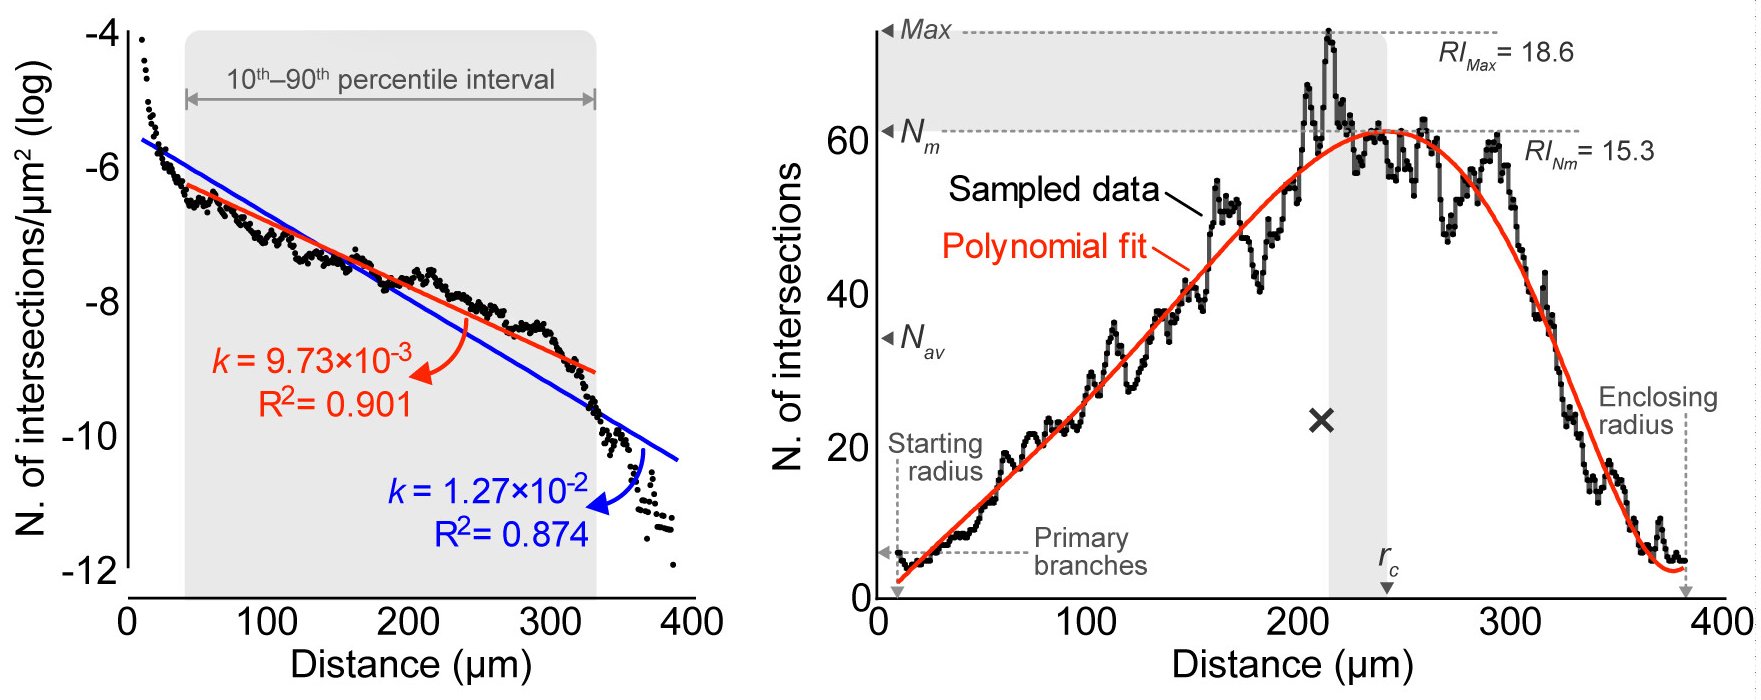 N. of intersections/µm² (log)
-4
-6
-8
-10
-12
10th–90th percentile interval
k = 9.73×10-3
R2= 0.901
k = 1.27×10-2
R2= 0.874
0 100 200 300 400
Distance (µm)
N. of intersections
60
40
20
0
Max
Nm
Nav
RIMax= 18.6
RINm= 15.3
Sampled data
Polynomial fit
Starting
radius
Primary
branches
Enclosing
radius
rc
0 100 200 300 400
Distance (µm)